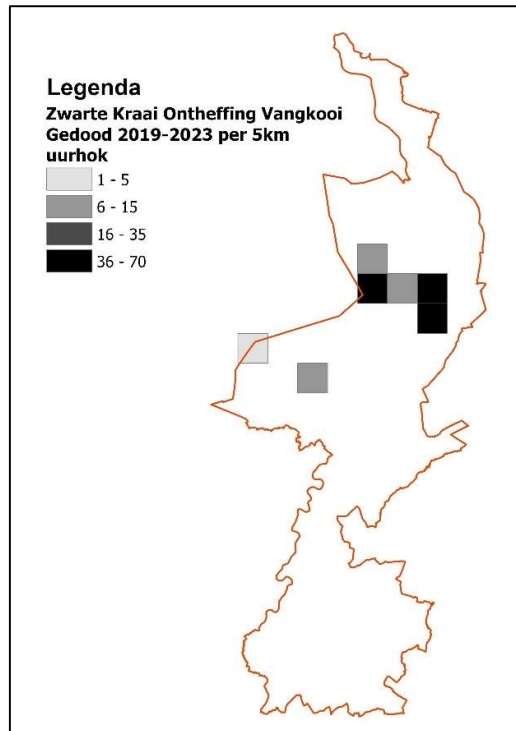 Legenda
Zwarte Kraai Ontheffing Vangkooi
Gedood 2019-2023 per 5km
uurhok
1 - 5
6 - 15
16 - 35
36 - 70